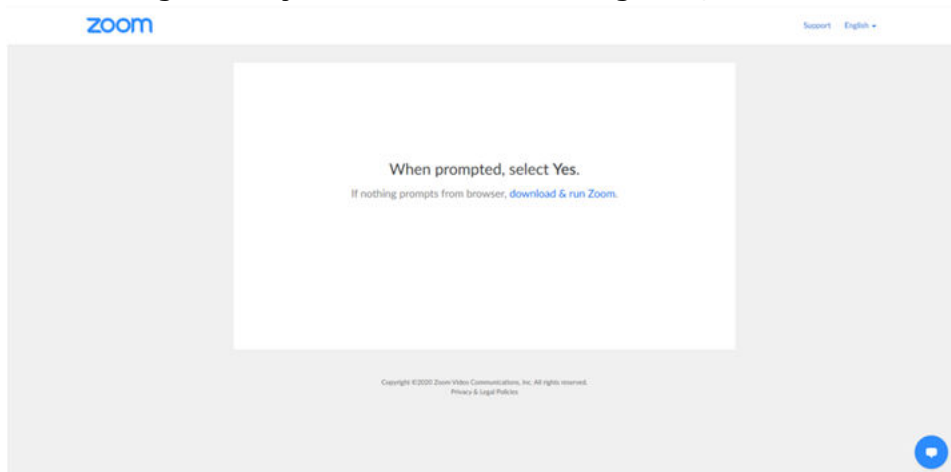 zoom
Support English
When prompted, select Yes.
If nothing prompts from browser, download & run Zoom.
Copyright ©2020 Zoom Video Communications, Inc. All rights reserved.
Privacy & Legal Policies